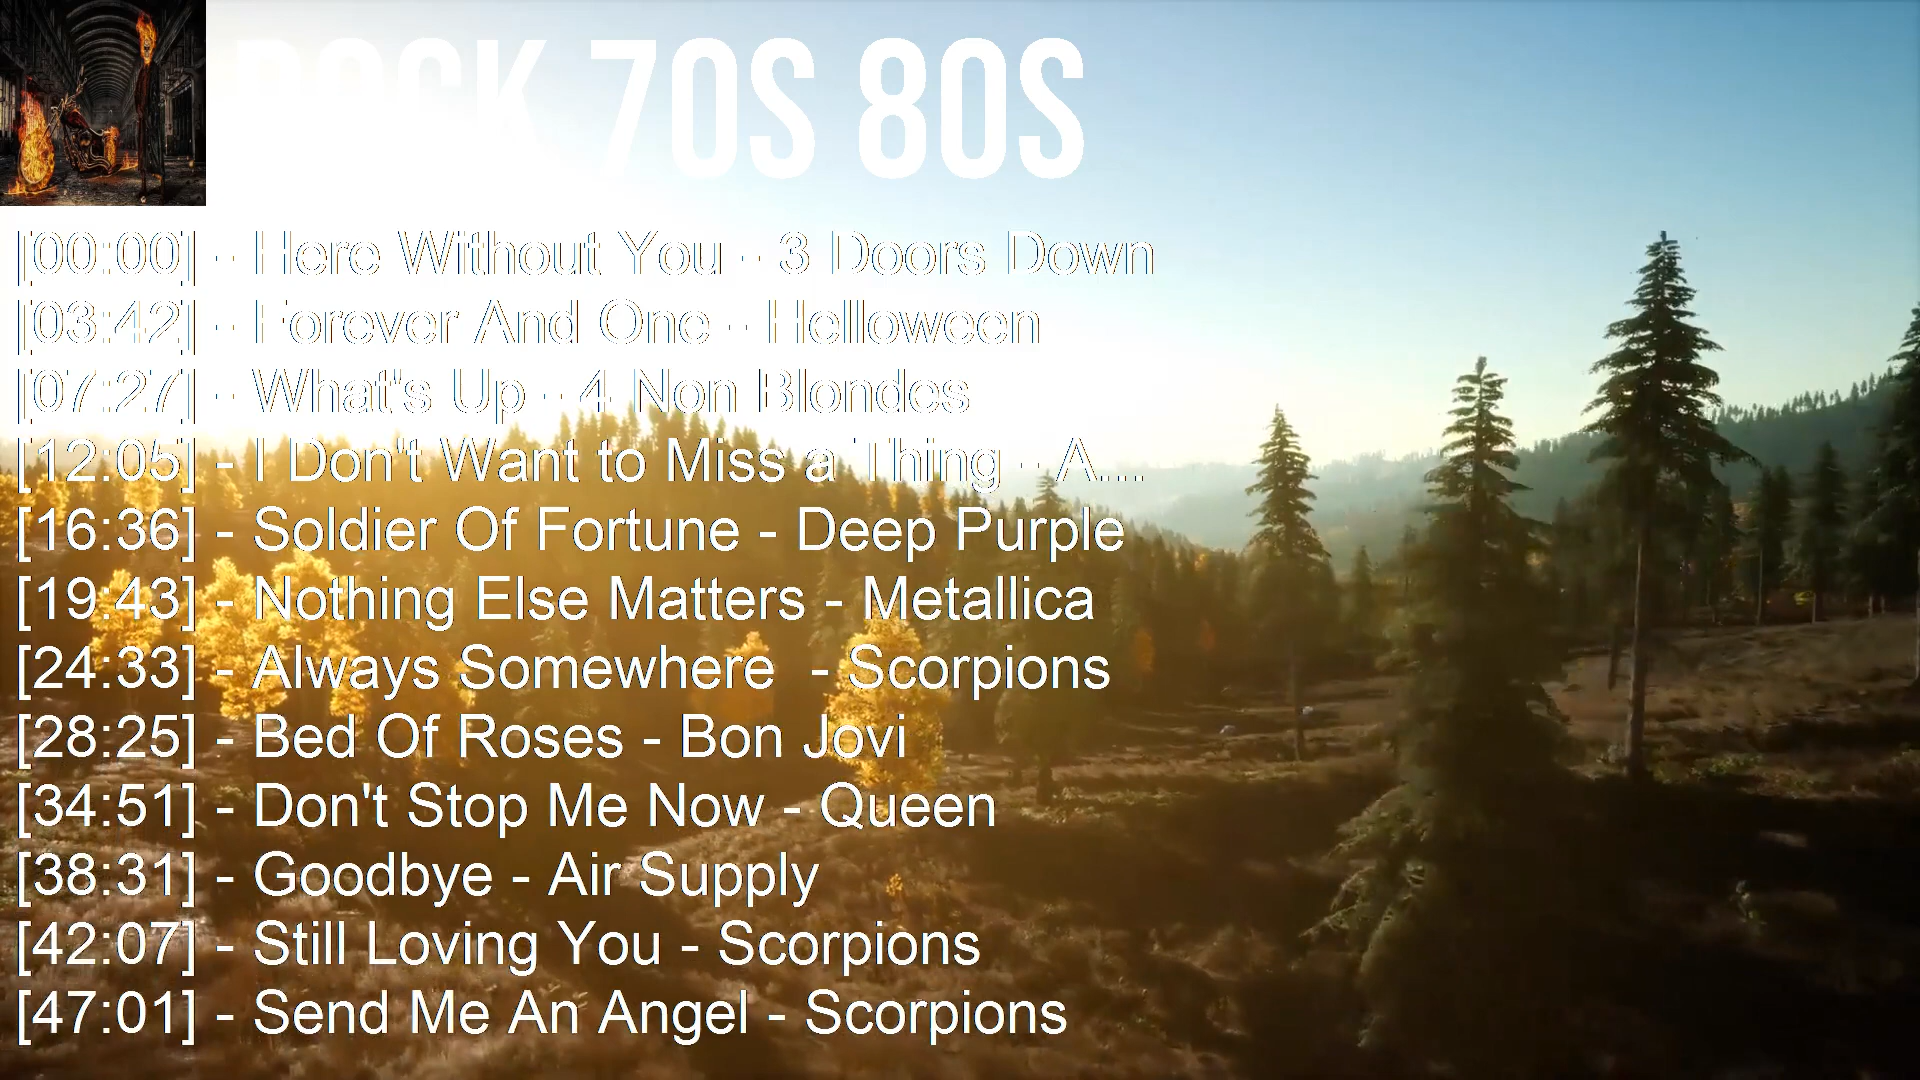 ROCK 70S 80S
[00:00] - Here Without You - 3 Doors Down
[03:42] - Forever And One - Helloween
[07:27] - What's Up - 4 Non Blondes
[12:05] - I Don't Want to Miss a Thing - A...
[16:36] - Soldier Of Fortune - Deep Purple
[19:43] - Nothing Else Matters - Metallica
[24:33] - Always Somewhere  - Scorpions
[28:25] - Bed Of Roses - Bon Jovi
[34:51] - Don't Stop Me Now - Queen
[38:31] - Goodbye - Air Supply
[42:07] - Still Loving You - Scorpions
[47:01] - Send Me An Angel - Scorpions